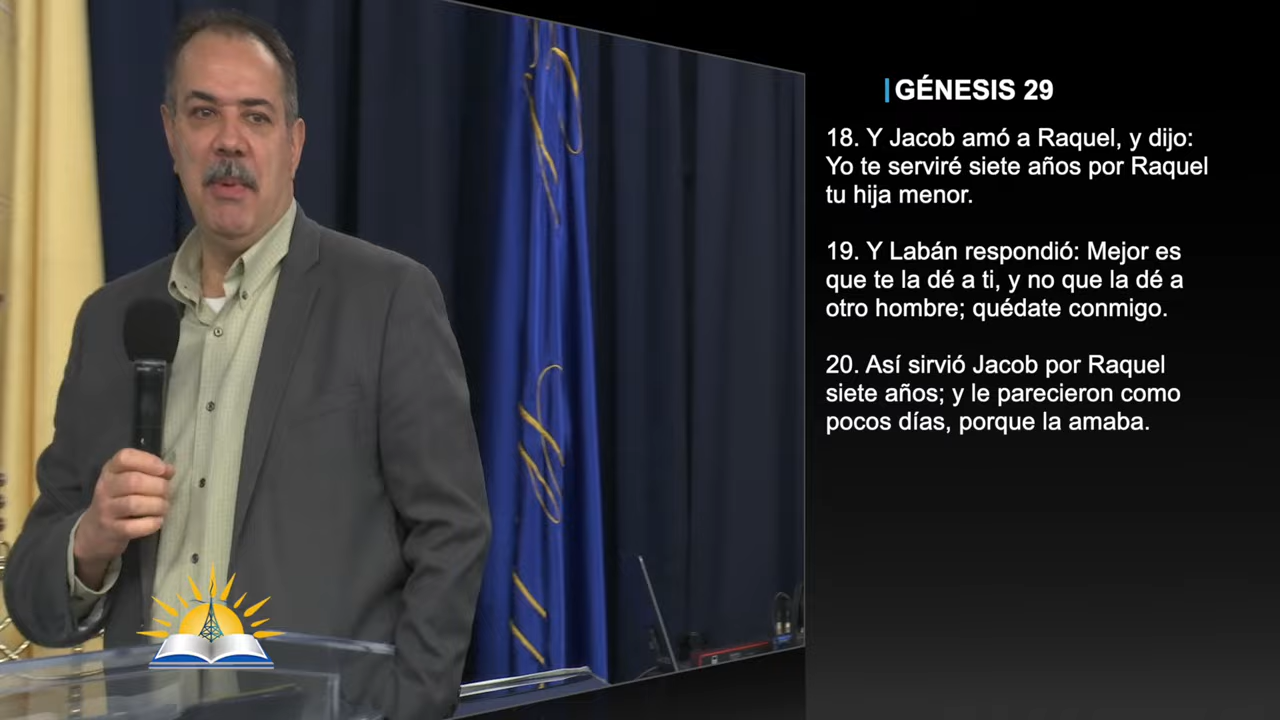 GÉNESIS 29
18. Y Jacob amó a Raquel, y dijo:
Yo te serviré siete años por Raquel
tu hija menor.
19. Y Labán respondió: Mejor es
que te la dé a ti, y no que la dé a
otro hombre; quédate conmigo.
20. Así sirvió Jacob por Raquel
siete años; y le parecieron como
pocos días, porque la amaba.